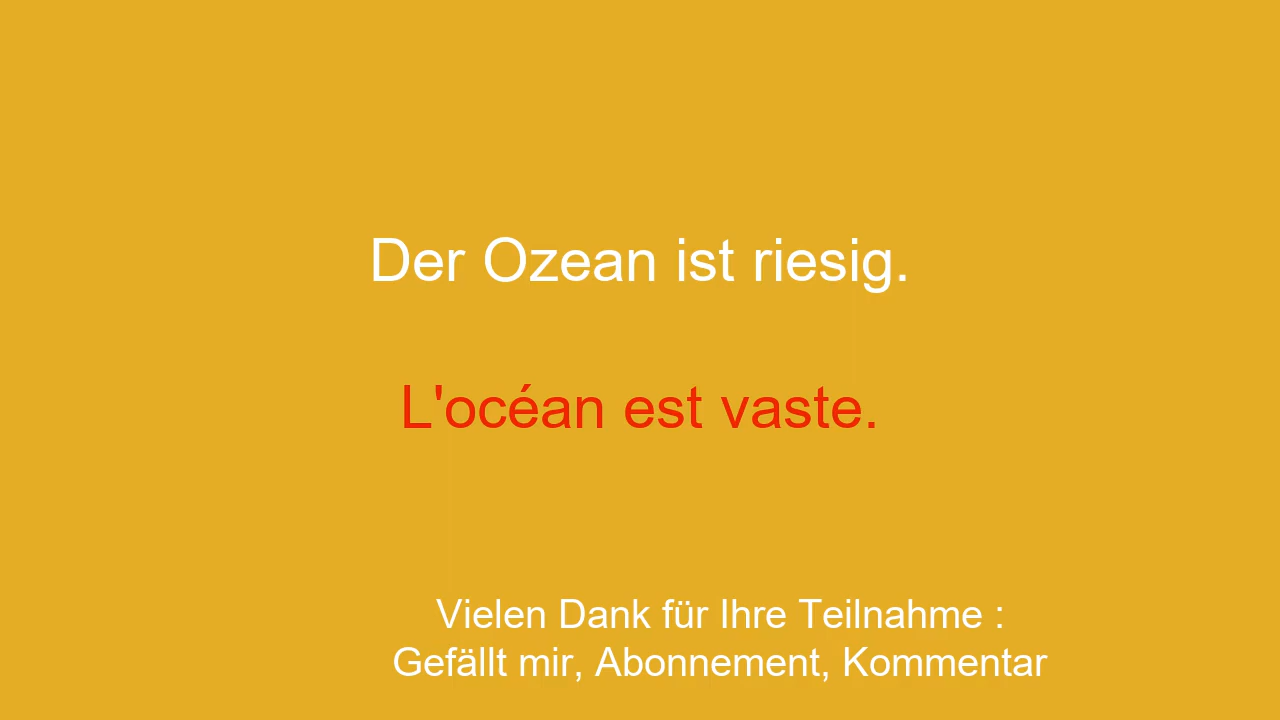 Der Ozean ist riesig.
L'océan est vaste.
Vielen Dank für Ihre Teilnahme :
Gefällt mir, Abonnement, Kommentar